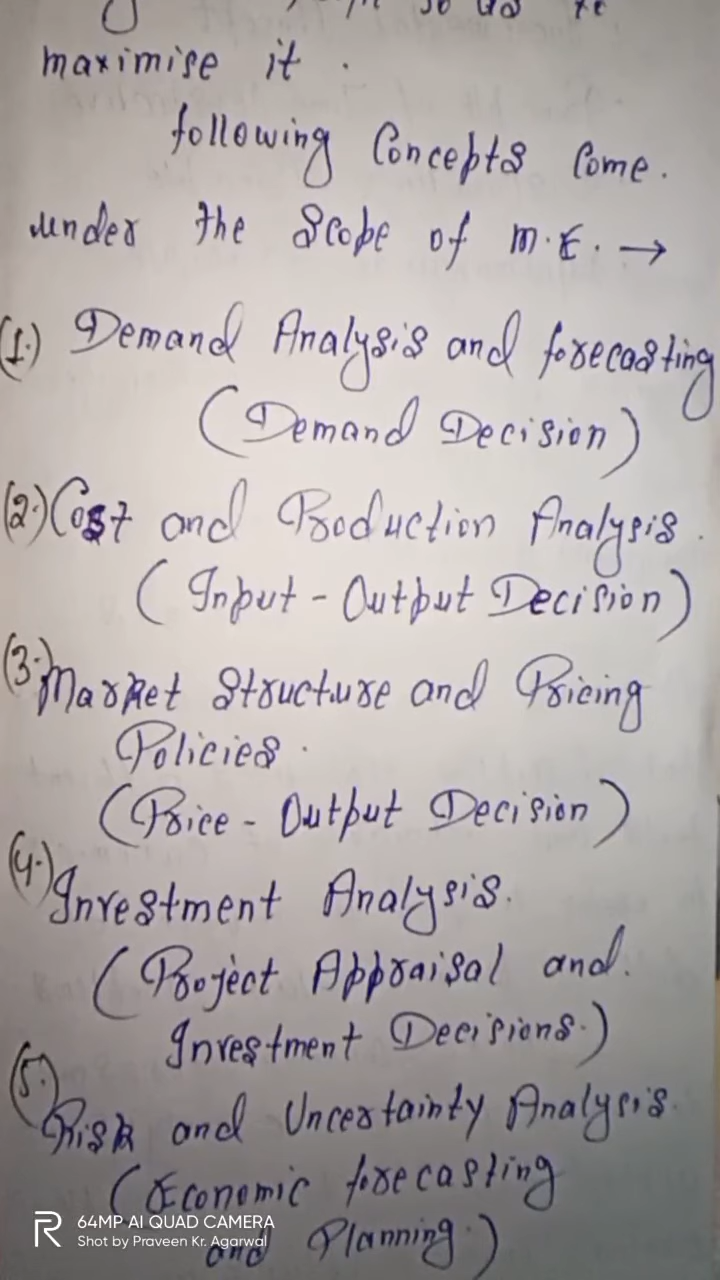 so as to
maximise it.
following Concepts Come.
under the Scope of M.E. →
(1.) Demand Analysis and forecasting
(Demand Decision)
(2.) Cost and Production Analysis.
(Input - Output Decision)
(3.) Market Structure and Pricing
Policies.
(Price - Output Decision)
(4.) Investment Analysis.
(Project Appraisal and.
Investment Decisions.)
(5.) Risk and Uncertainty Analysis.
(Economic forecasting
and Planning.)
64MP AI QUAD CAMERA
Shot by Praveen Kr. Agarwal